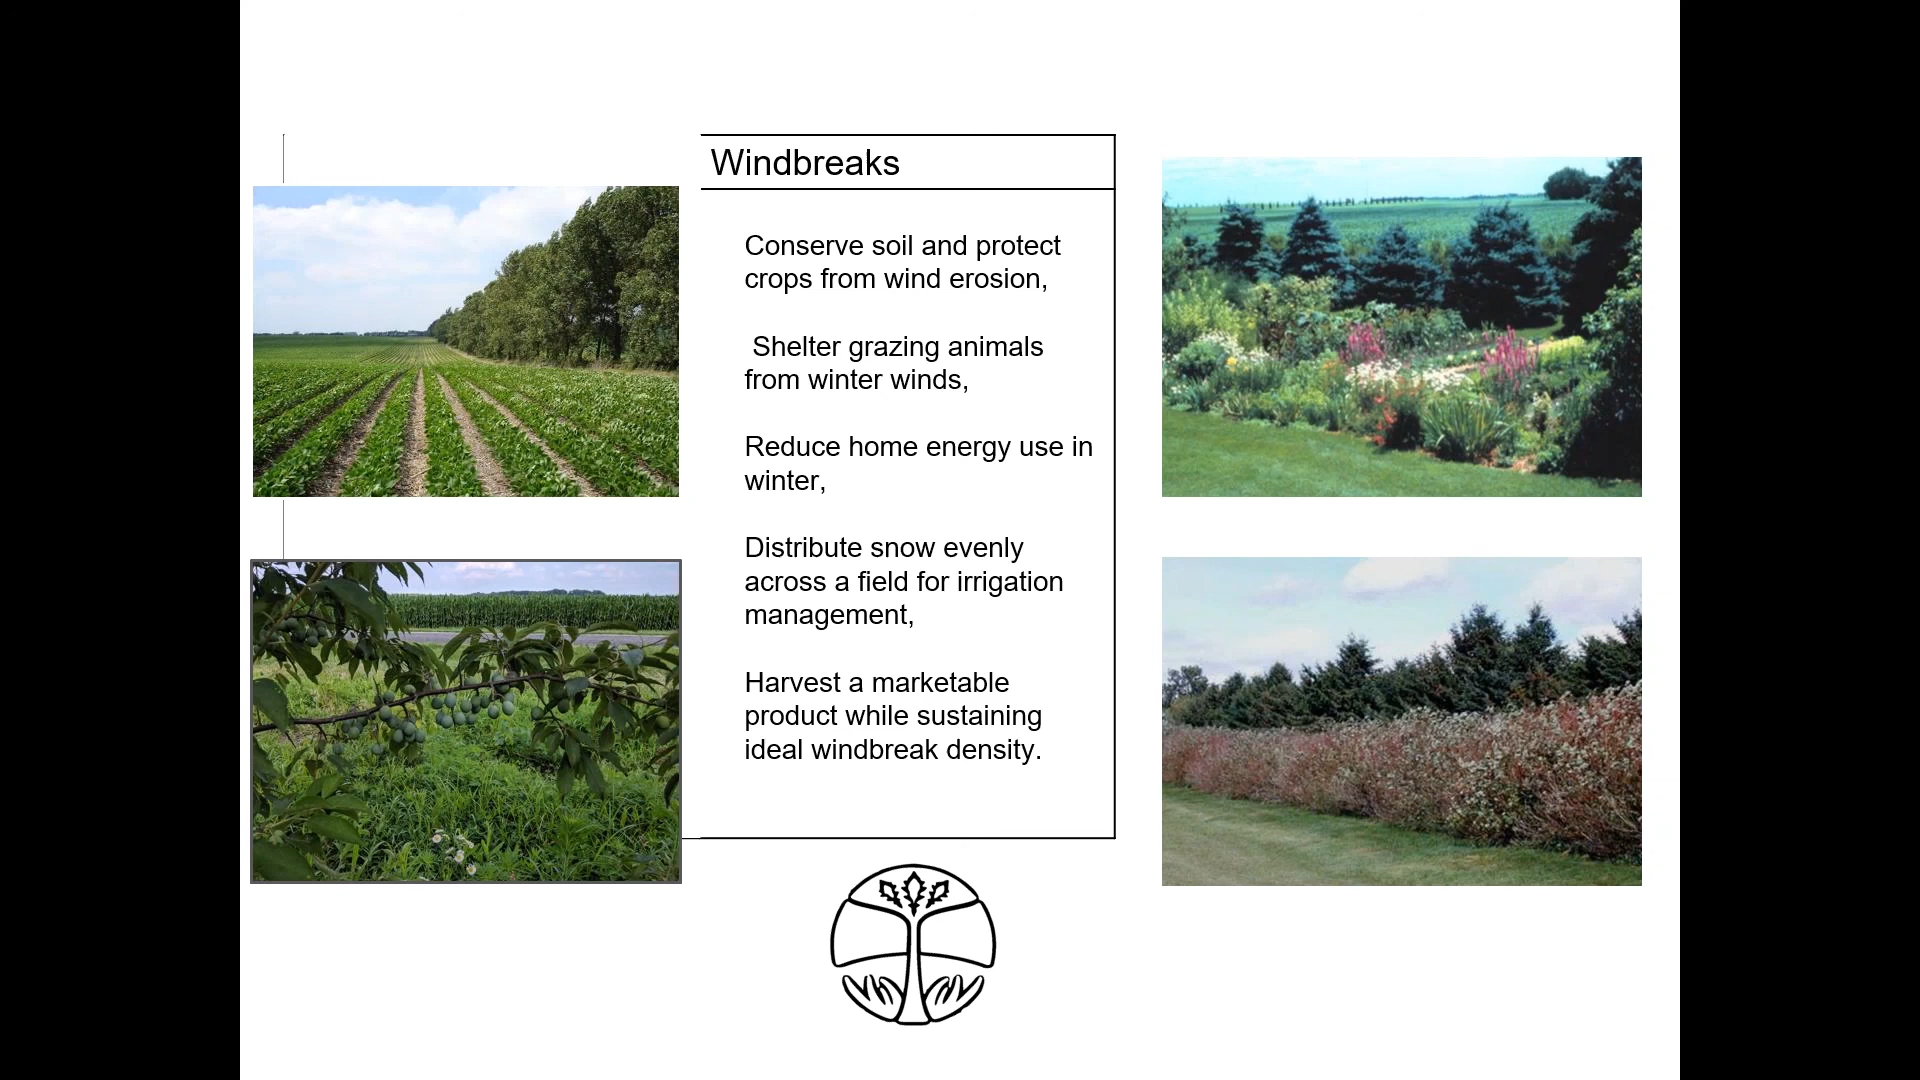 Windbreaks
Conserve soil and protect
crops from wind erosion,
Shelter grazing animals
from winter winds,
Reduce home energy use in
winter,
Distribute snow evenly
across a field for irrigation
management,
Harvest a marketable
product while sustaining
ideal windbreak density.